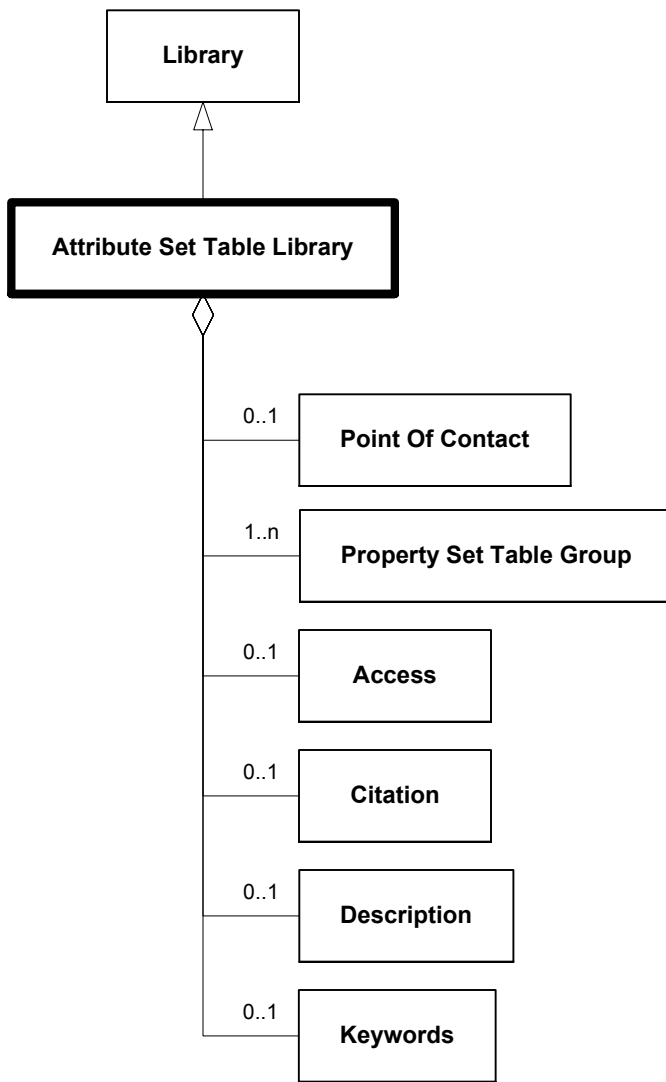 Library
Attribute Set Table Library
0..1
Point Of Contact
1..n
Property Set Table Group
0..1
Access
0..1
Citation
0..1
Description
0..1
Keywords